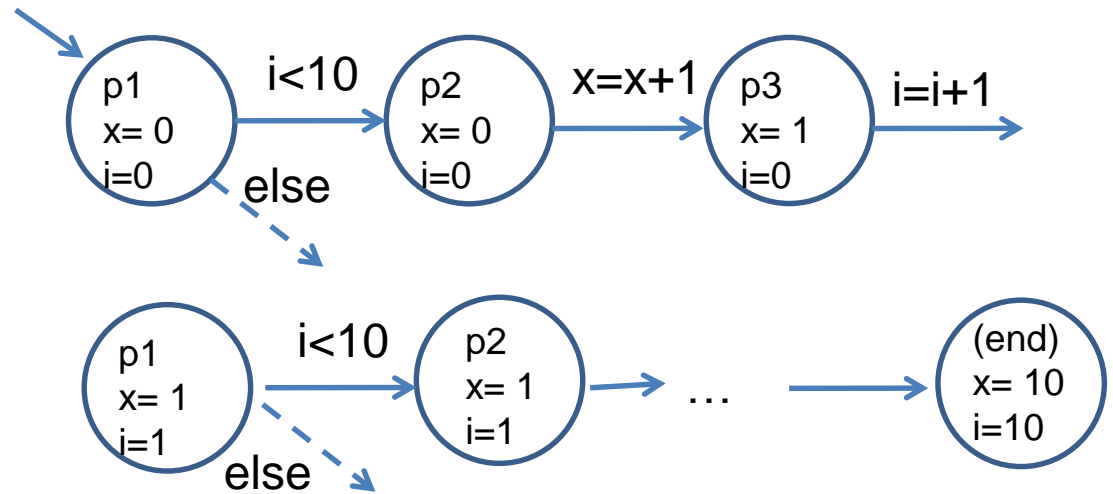 p1
x= 0
i=0
i<10
else
p2
x= 0
i=0
x=x+1
p3
x= 1
i=0
i=i+1
p1
x= 1
i=1
i<10
else
p2
x= 1
i=1
...
(end)
x= 10
i=10